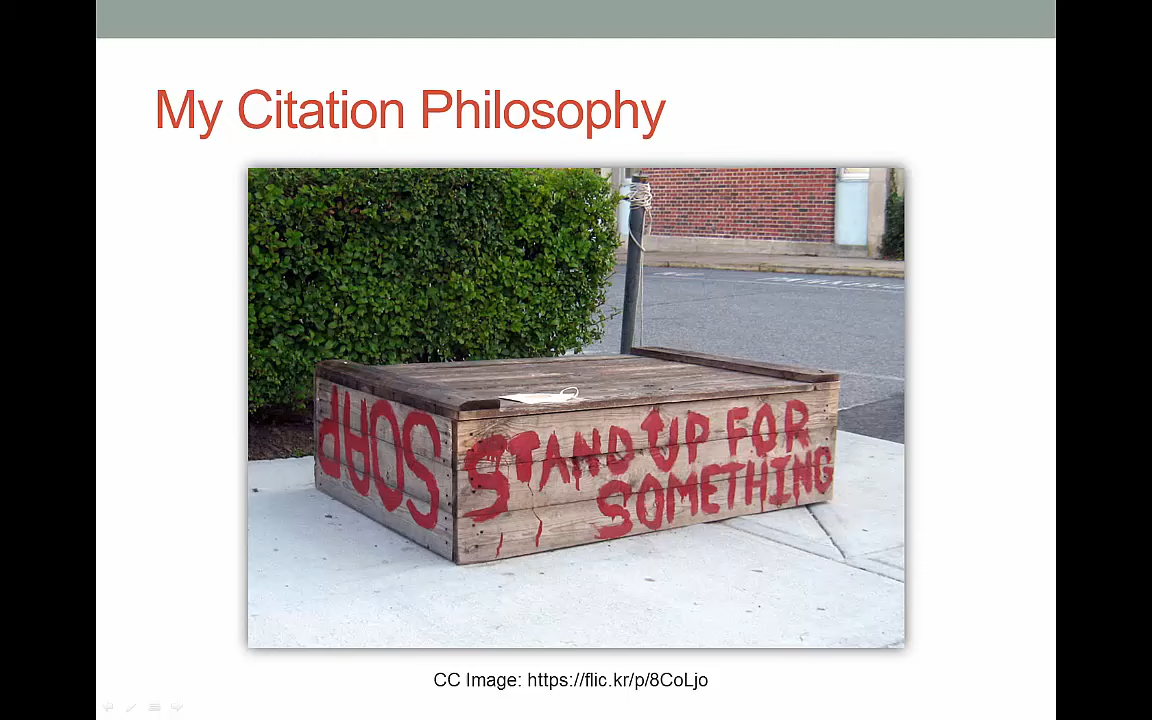 My Citation Philosophy
SOAP
STAND UP FOR
SOMETHING
CC Image: https://flic.kr/p/8CoLjo